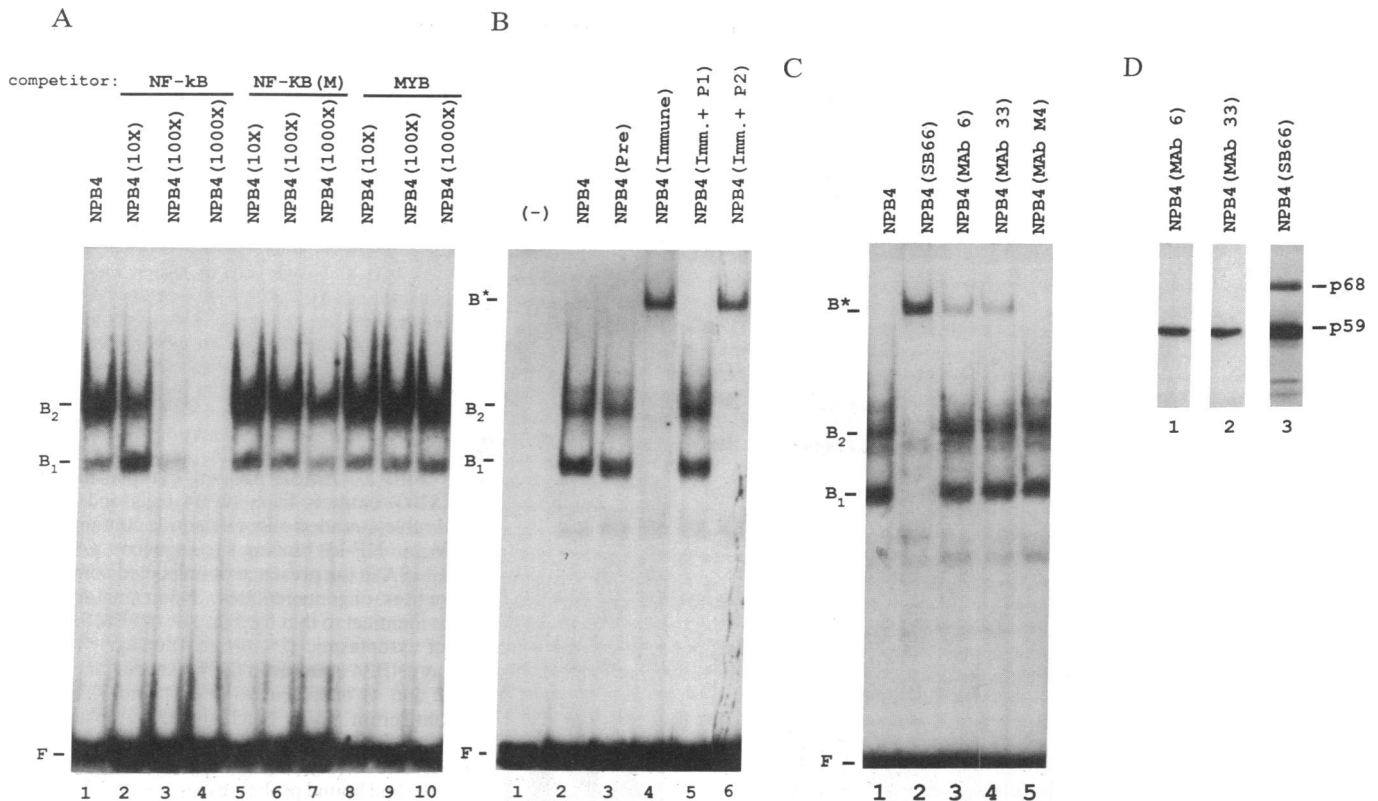 A
competitor: NF-kB NF-KB(M) MYB
NPB4
NPB4(10X)
NPB4(100X)
NPB4(1000X)
NPB4(10X)
NPB4(100X)
NPB4(1000X)
NPB4(10X)
NPB4(100X)
NPB4(1000X)
B2-
B1-
F-
1 2 3 4 5 6 7 8 9 10
B
(-)
NPB4
NPB4(Pre)
NPB4(Immune)
NPB4(Imm.+ P1)
NPB4(Imm.+ P2)
B*-
B2-
B1-
F-
1 2 3 4 5 6
C
NPB4
NPB4(SB66)
NPB4(MAb 6)
NPB4(MAb 33)
NPB4(MAb M4)
B*-
B2-
B1-
F-
1 2 3 4 5
D
NPB4(MAb 6)
NPB4(MAb 33)
NPB4(SB66)
-p68
-p59
1 2 3